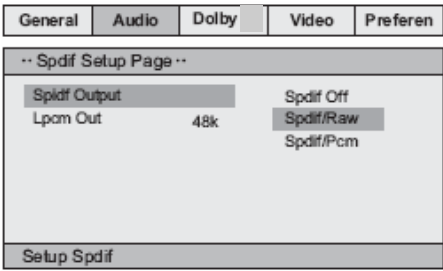 General Audio Dolby Video Preferen
·· Spdif Setup Page ··
Spidf Output Spdif Off
Lpcm Out 48k Spdif/Raw
Spdif/Pcm
Setup Spdif